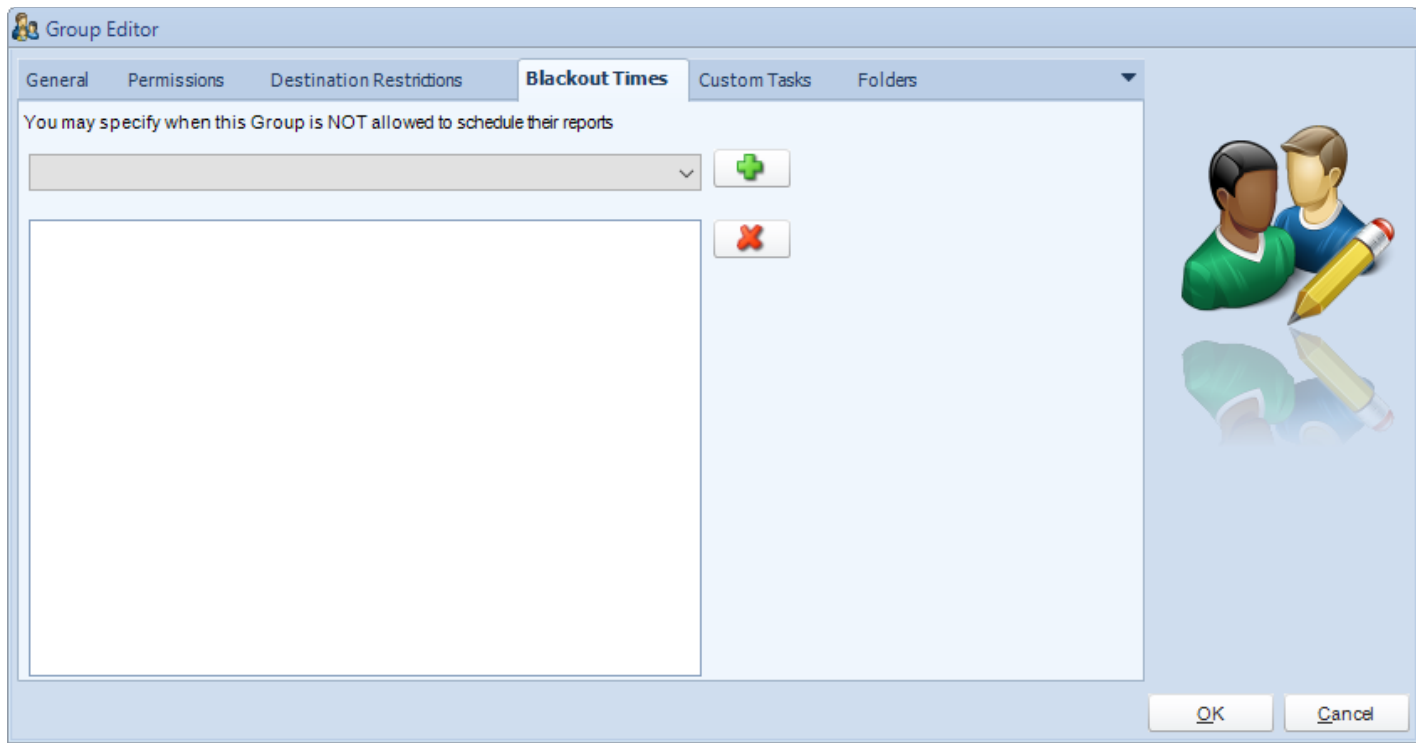 Group Editor
General Permissions Destination Restrictions Blackout Times Custom Tasks Folders
You may specify when this Group is NOT allowed to schedule their reports
OK Cancel